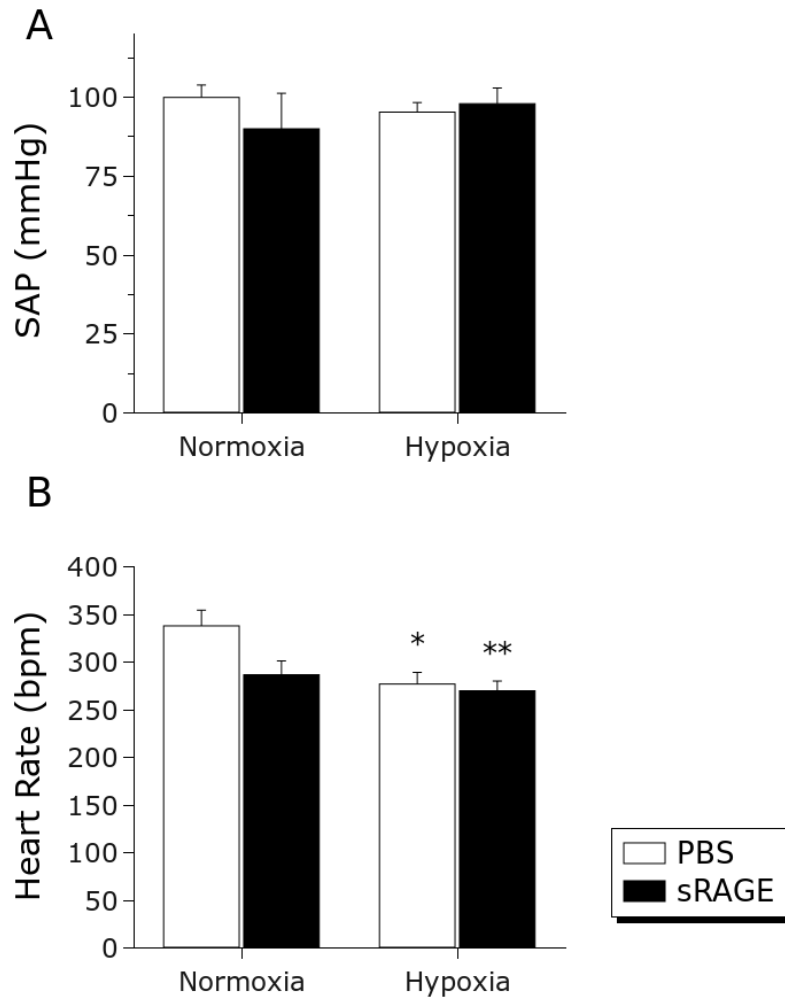 A
SAP (mmHg)
100
75
50
25
0
Normoxia Hypoxia
B
Heart Rate (bpm)
400
350
300
250
200
150
100
50
0
* **
Normoxia Hypoxia
PBS
sRAGE